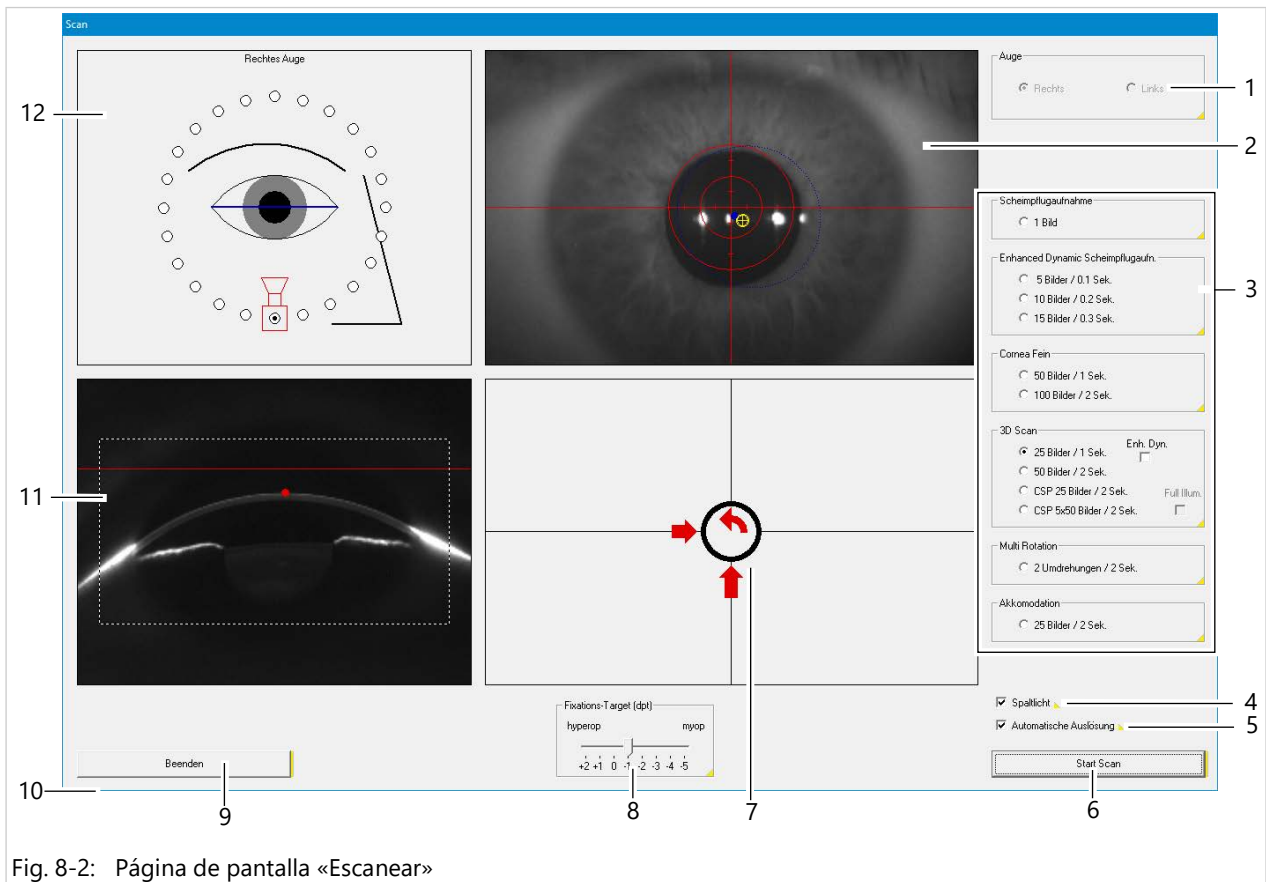 Scan
Rechtes Auge
Auge
Rechts Links
1
12
2
Scheimpflugaufnahme
1 Bild
Enhanced Dynamic Scheimpflugaufn.
5 Bilder / 0.1 Sek.
10 Bilder / 0.2 Sek.
15 Bilder / 0.3 Sek.
3
Cornea Fein
50 Bilder / 1 Sek.
100 Bilder / 2 Sek.
3D Scan
25 Bilder / 1 Sek. Enh. Dyn.
50 Bilder / 2 Sek.
CSP 25 Bilder / 2 Sek. Full Illum.
CSP 5x50 Bilder / 2 Sek.
11
Multi Rotation
2 Umdrehungen / 2 Sek.
Akkomodation
25 Bilder / 2 Sek.
Spaltlicht
4
Automatische Auslösung
5
Fixations-Target (dpt)
hyperop myop
+2 +1 0 -1 -2 -3 -4 -5
Beenden
Start Scan
10
9
8
7
6
Fig. 8-2: Página de pantalla «Escanear»